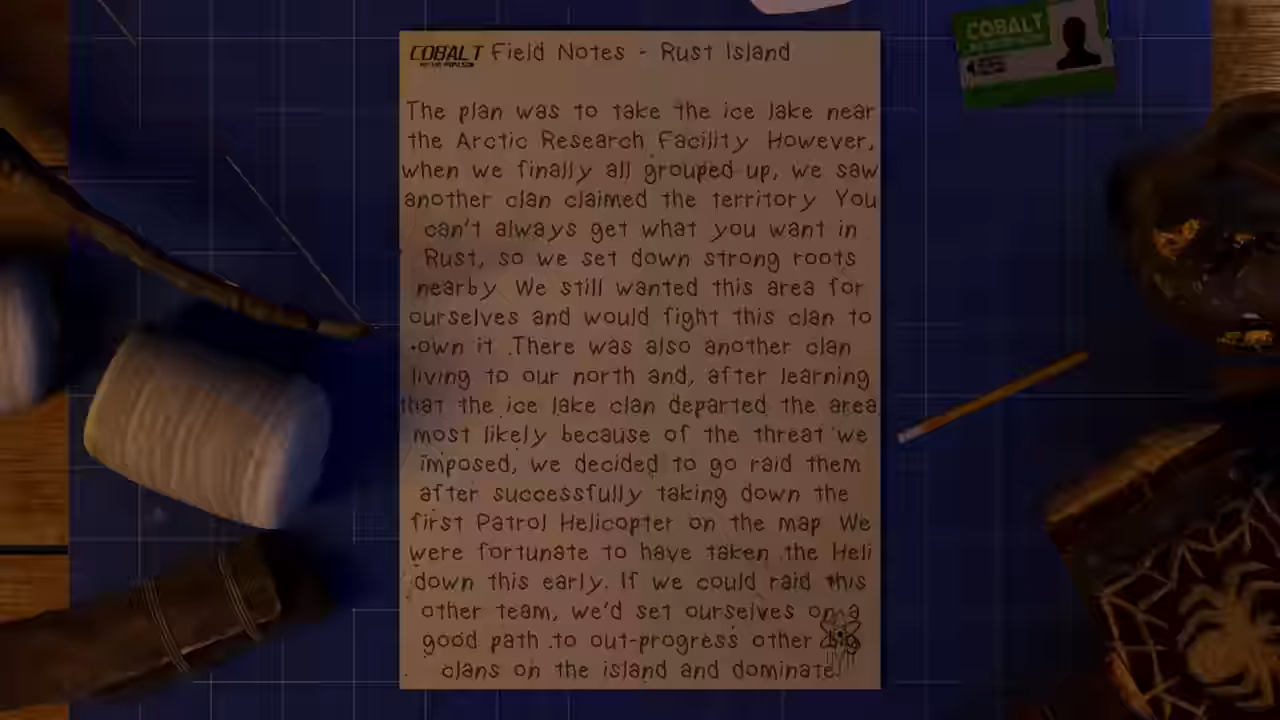 COBALT Field Notes - Rust Island
The plan was to take the ice lake near
the Arctic Research Facility However,
when we finally all grouped up, we saw
another clan claimed the territory You
can't always get what you want in
Rust, so we set down strong roots
nearby We still wanted this area for
ourselves and would fight this clan to
own it .There was also another clan
living to our north and, after learning
that the ice lake clan departed the area
most likely because of the threat we
imposed, we decided to go raid them
after successfully taking down the
first Patrol Helicopter on the map We
were fortunate to have taken the Heli
down this early. If we could raid this
other team, we'd set ourselves on a
good path to out-progress other big
clans on the island and dominate
COBALT